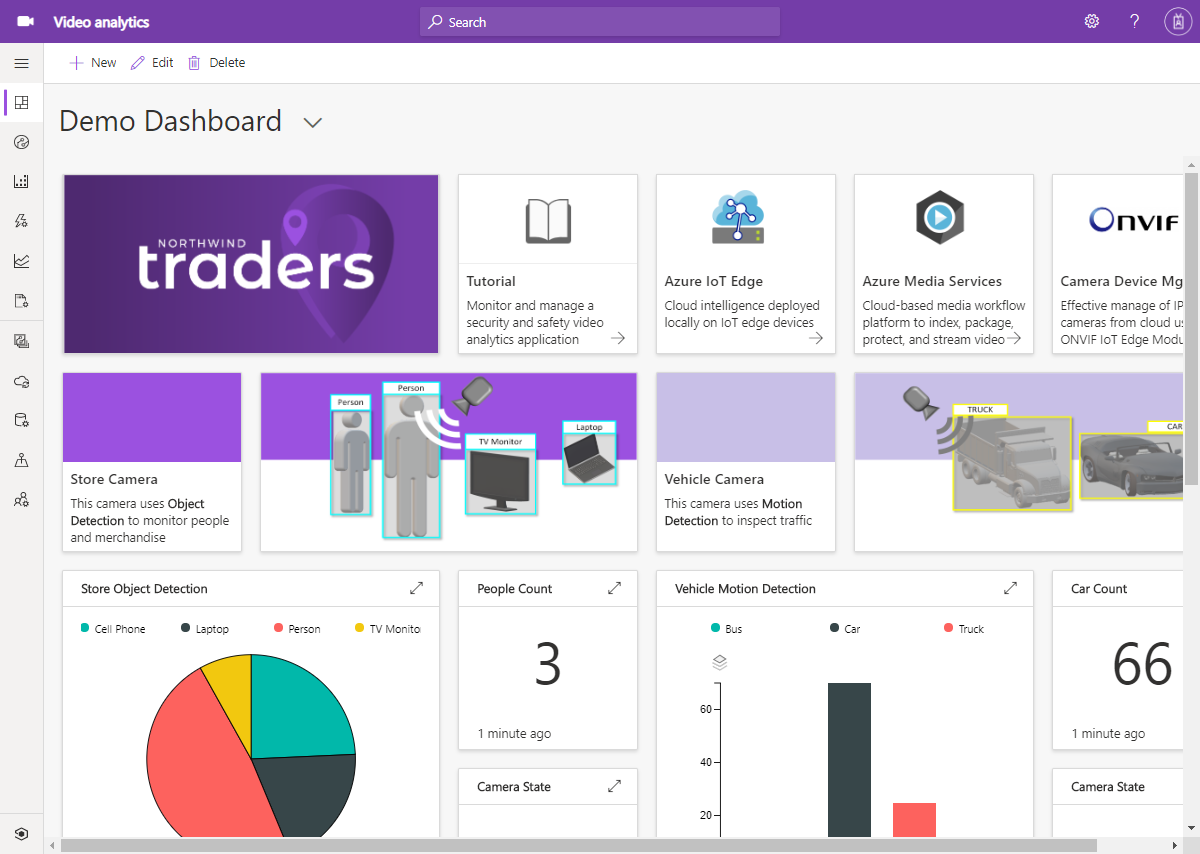 Video analytics
Search
?
New
Edit
Delete
Demo Dashboard
NORTHWIND
traders
Tutorial
Monitor and manage a
security and safety video
analytics application
Azure IoT Edge
Cloud intelligence deployed
locally on IoT edge devices
Azure Media Services
Cloud-based media workflow
platform to index, package,
protect, and stream video
ONVIF
Camera Device Mg
Effective manage of IP
cameras from cloud us
ONVIF IoT Edge Modu
Store Camera
This camera uses Object
Detection to monitor people
and merchandise
Person
Person
TV Monitor
Laptop
Vehicle Camera
This camera uses Motion
Detection to inspect traffic
TRUCK
CAR
Store Object Detection
Cell Phone
Laptop
Person
TV Monito
People Count
3
1 minute ago
Camera State
Vehicle Motion Detection
Bus
Car
Truck
60
40
20
Car Count
66
1 minute ago
Camera State